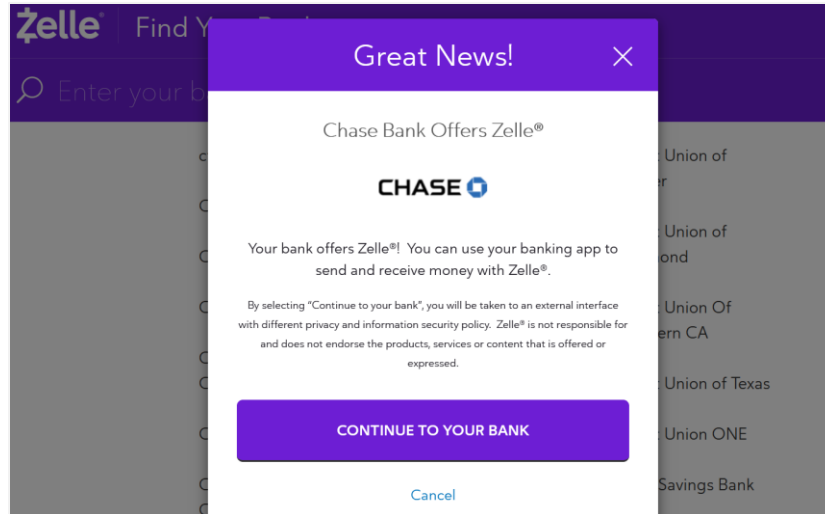 Zelle®
Find Y
Enter your b
Great News!
Chase Bank Offers Zelle®
CHASE
Your bank offers Zelle®! You can use your banking app to
send and receive money with Zelle®.
By selecting “Continue to your bank”, you will be taken to an external interface
with different privacy and information security policy. Zelle® is not responsible for
and does not endorse the products, services or content that is offered or
expressed.
CONTINUE TO YOUR BANK
Cancel
Union of
Union of
ond
Union Of
ern CA
Union of Texas
Union ONE
Savings Bank